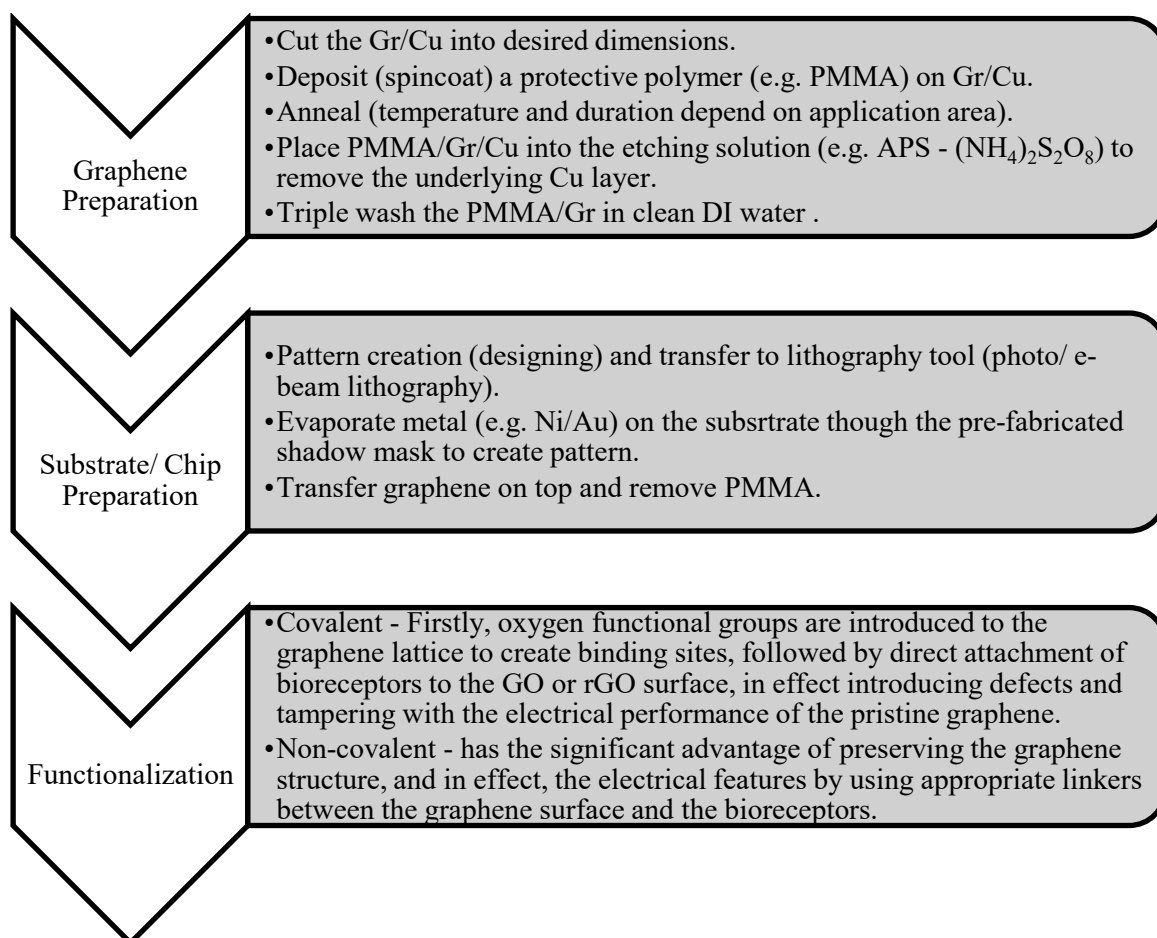 Graphene
Preparation
•Cut the Gr/Cu into desired dimensions.
•Deposit (spincoat) a protective polymer (e.g. PMMA) on Gr/Cu.
•Anneal (temperature and duration depend on application area).
•Place PMMA/Gr/Cu into the etching solution (e.g. APS - (NH₄)₂S₂O₈) to
remove the underlying Cu layer.
•Triple wash the PMMA/Gr in clean DI water .
Substrate/ Chip
Preparation
•Pattern creation (designing) and transfer to lithography tool (photo/ e-
beam lithography).
•Evaporate metal (e.g. Ni/Au) on the subsrtrate though the pre-fabricated
shadow mask to create pattern.
•Transfer graphene on top and remove PMMA.
Functionalization
•Covalent - Firstly, oxygen functional groups are introduced to the
graphene lattice to create binding sites, followed by direct attachment of
bioreceptors to the GO or rGO surface, in effect introducing defects and
tampering with the electrical performance of the pristine graphene.
•Non-covalent - has the significant advantage of preserving the graphene
structure, and in effect, the electrical features by using appropriate linkers
between the graphene surface and the bioreceptors.